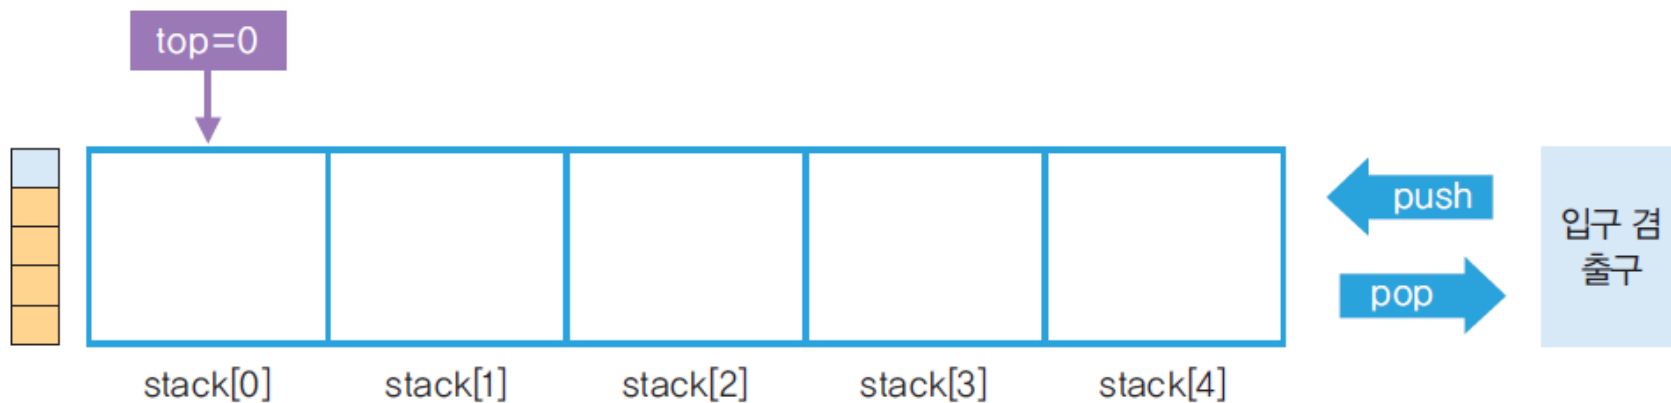 top=0
push
입구 겸
출구
pop
stack[0]
stack[1]
stack[2]
stack[3]
stack[4]